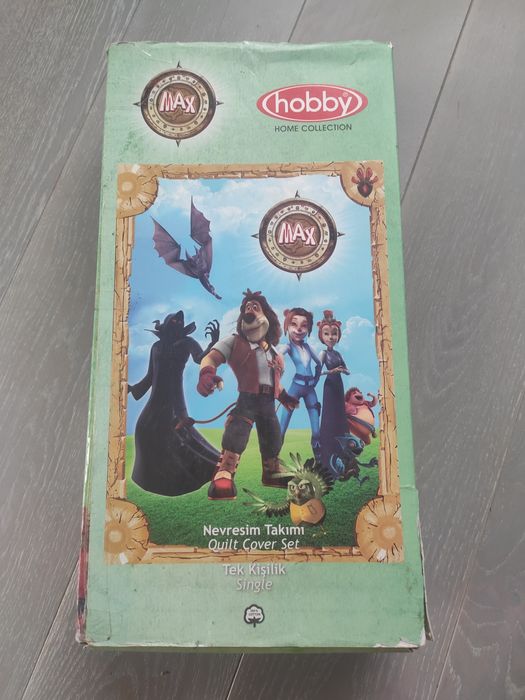 MAX
hobby
HOME COLLECTION
MAX
Nevresim Takımı
Quilt Cover Set
Tek Kişilik
Single